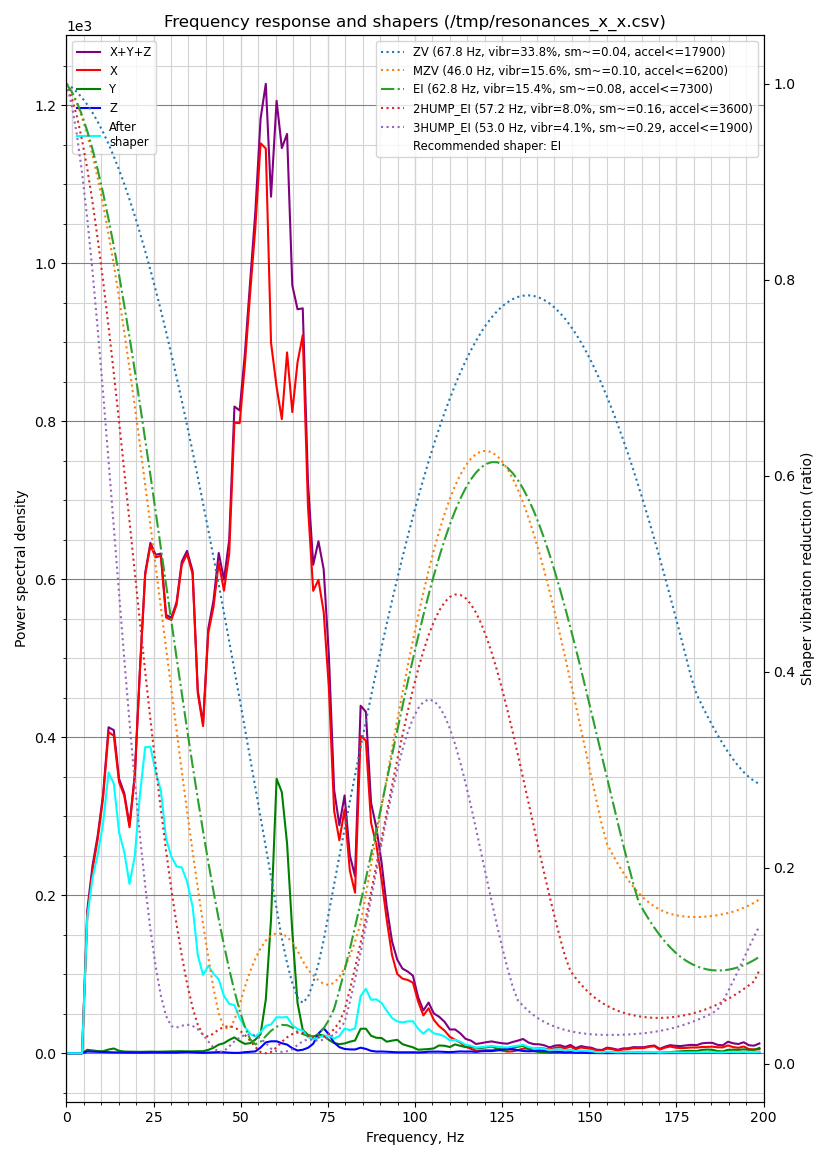 Frequency response and shapers (/tmp/resonances_x_x.csv)
1e3
X+Y+Z
X
Y
Z
After
shaper
ZV (67.8 Hz, vibr=33.8%, sm~=0.04, accel<=17900)
MZV (46.0 Hz, vibr=15.6%, sm~=0.10, accel<=6200)
EI (62.8 Hz, vibr=15.4%, sm~=0.08, accel<=7300)
2HUMP_EI (57.2 Hz, vibr=8.0%, sm~=0.16, accel<=3600)
3HUMP_EI (53.0 Hz, vibr=4.1%, sm~=0.29, accel<=1900)
Recommended shaper: EI
1.2
1.0
0.8
0.6
0.4
0.2
0.0
Power spectral density
1.0
0.8
0.6
0.4
0.2
0.0
Shaper vibration reduction (ratio)
0 25 50 75 100 125 150 175 200
Frequency, Hz